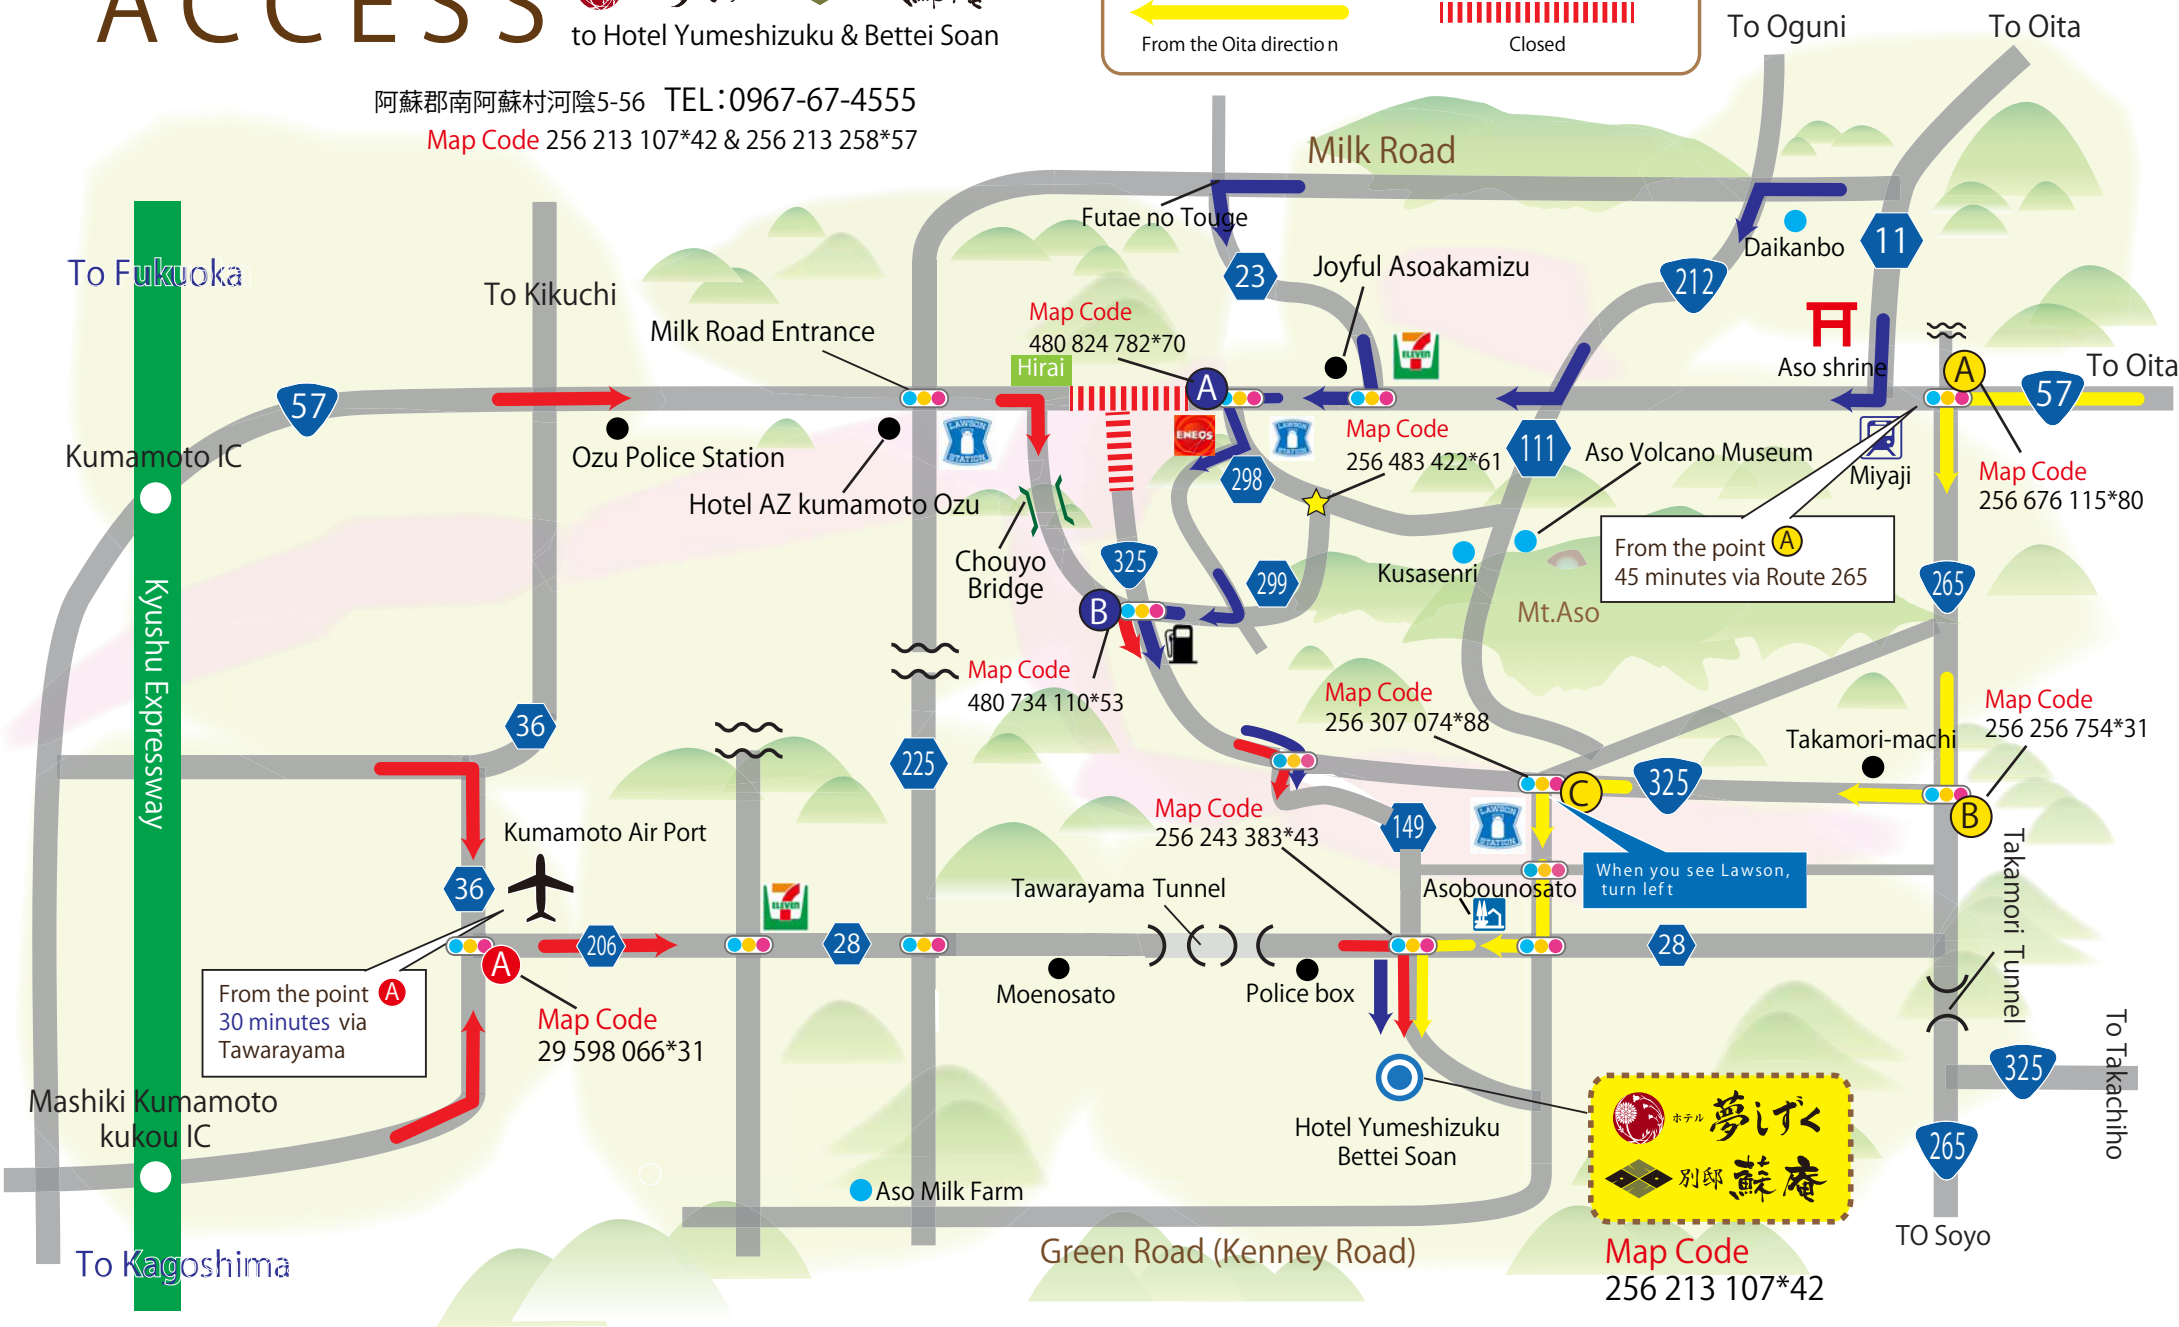 ACCESS
to Hotel Yumeshizuku & Bettei Soan
From the Oita direction
Closed
To Oguni
To Oita
阿蘇郡南阿蘇村河陰5-56 TEL:0967-67-4555
Map Code 256 213 107*42 & 256 213 258*57
Milk Road
Futae no Touge
Daikanbo
11
To Fukuoka
23
Joyful Asoakamizu
212
To Kikuchi
Map Code
480 824 782*70
Milk Road Entrance
Hirai
ELEVEN
Aso shrine
A
To Oita
57
A
57
Kumamoto IC
Ozu Police Station
LAWSON
STATION
ENEOS
LAWSON
STATION
Map Code
256 483 422*61
111
Aso Volcano Museum
Miyaji
Map Code
256 676 115*80
298
Hotel AZ kumamoto Ozu
Chouyo
Bridge
325
299
Kusasenri
From the point A
45 minutes via Route 265
265
Mt.Aso
B
Kyushu Expressway
Map Code
480 734 110*53
Map Code
256 307 074*88
Map Code
256 256 754*31
36
225
Takamori-machi
325
C
B
Map Code
256 243 383*43
149
LAWSON
STATION
Kumamoto Air Port
36
ELEVEN
When you see Lawson,
turn left
Takamori Tunnel
Tawarayama Tunnel
Asobounosato
206
28
28
A
Moenosato
Police box
From the point A
30 minutes via
Tawarayama
Map Code
29 598 066*31
To Takachiho
325
Mashiki Kumamoto
kukou IC
Hotel Yumeshizuku
Bettei Soan
ホテル 夢しずく
別邸 蘇庵
265
Aso Milk Farm
TO Soyo
Green Road (Kenney Road)
To Kagoshima
Map Code
256 213 107*42